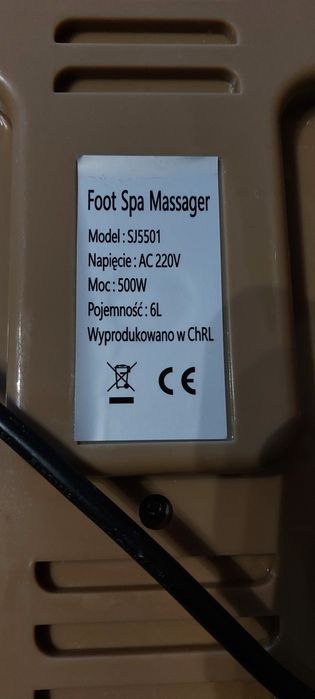 Foot Spa Massager
Model : SJ5501
Napięcie : AC 220V
Moc : 500W
Pojemność : 6L
Wyprodukowano w ChRL
CE